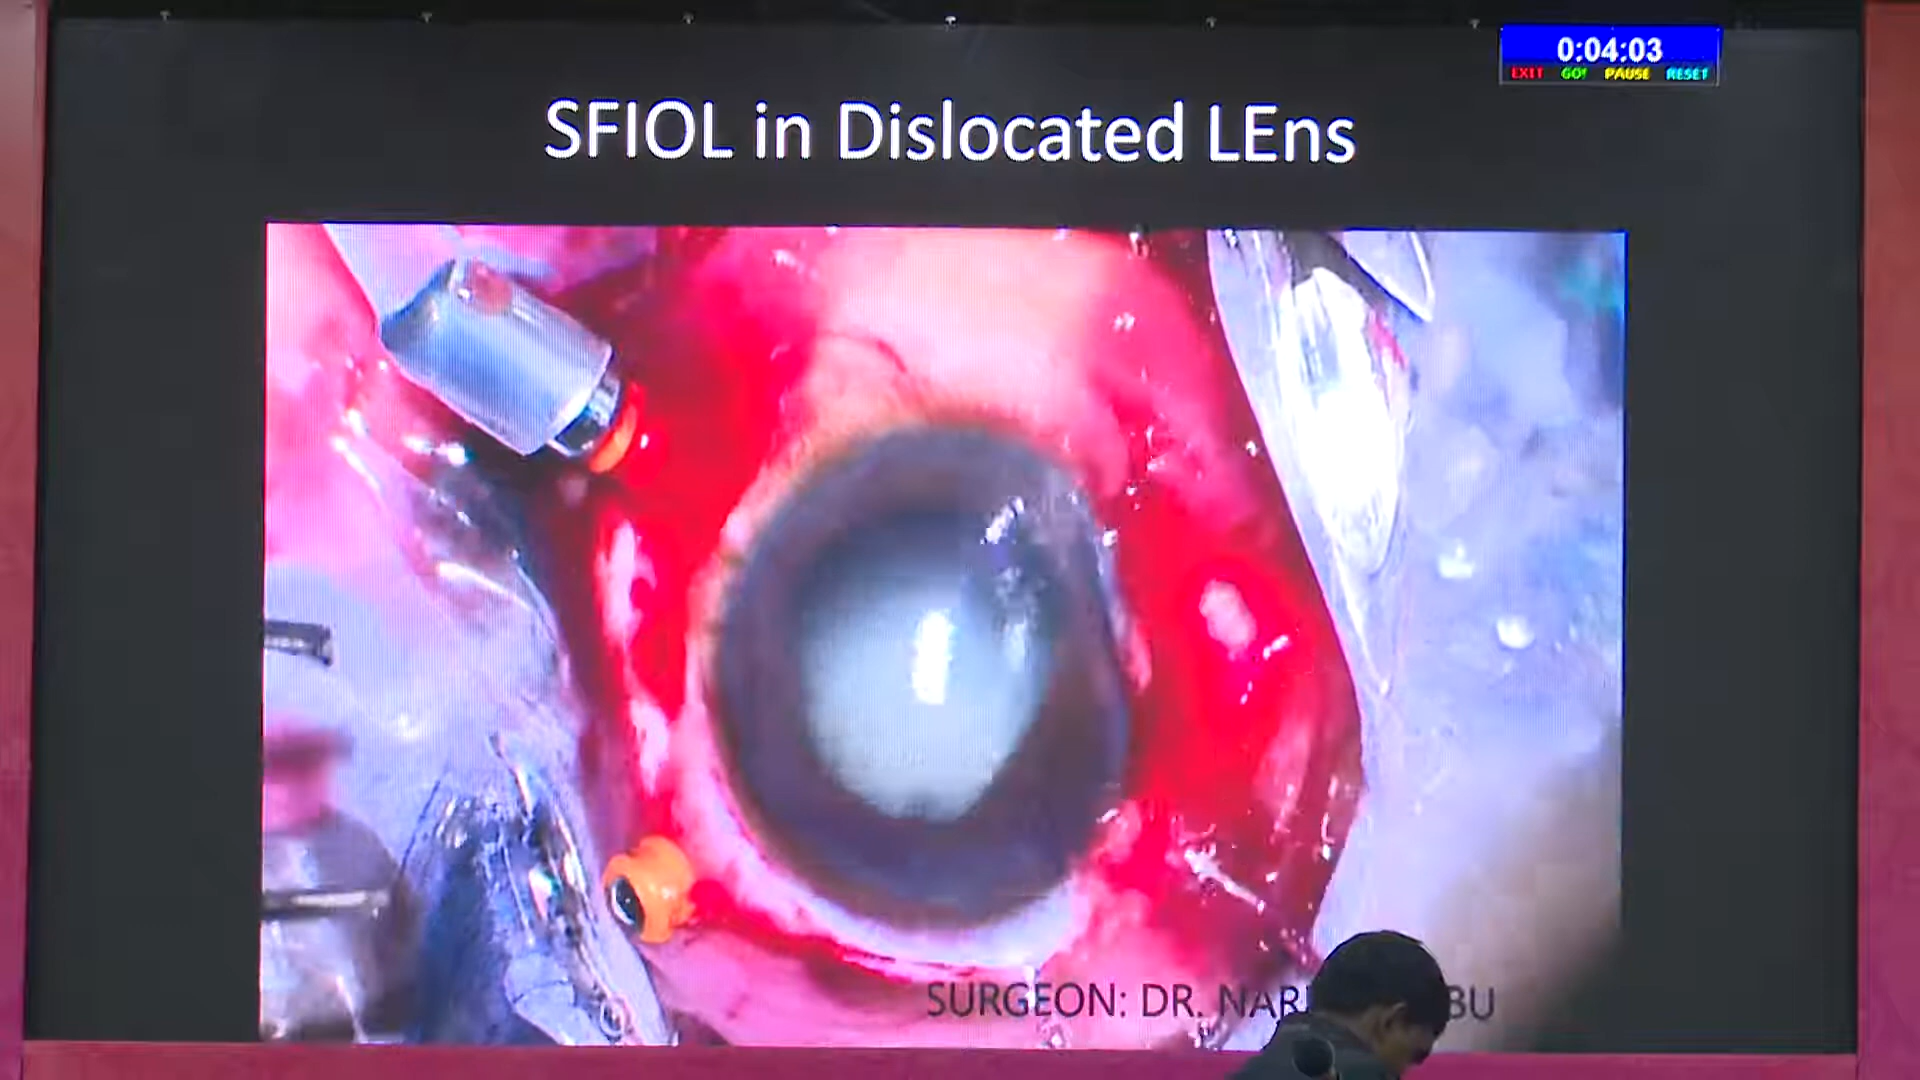 0:04:03
EXIT GO! PAUSE RESET
SFIOL in Dislocated LEns
SURGEON: DR.